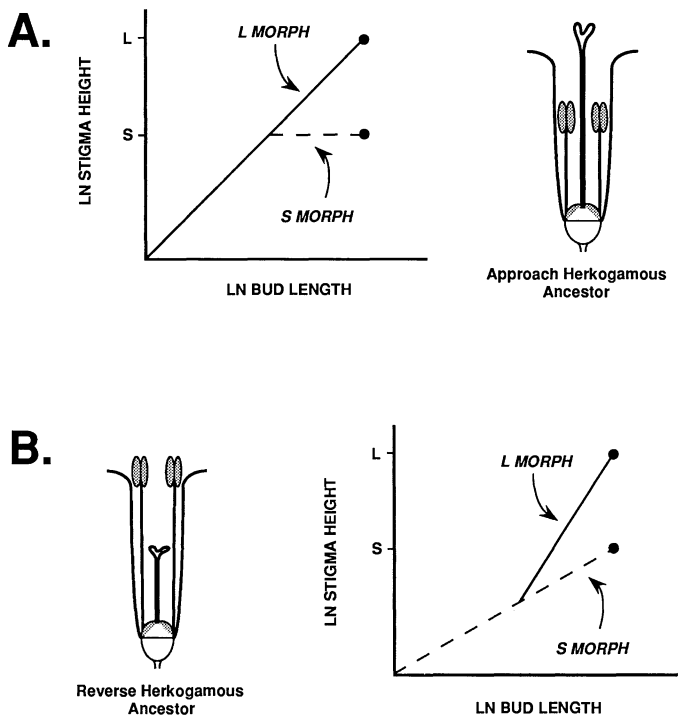 A.
L
L MORPH
LN STIGMA HEIGHT
S
S MORPH
LN BUD LENGTH
Approach Herkogamous
Ancestor
B.
L
L MORPH
LN STIGMA HEIGHT
S
S MORPH
LN BUD LENGTH
Reverse Herkogamous
Ancestor